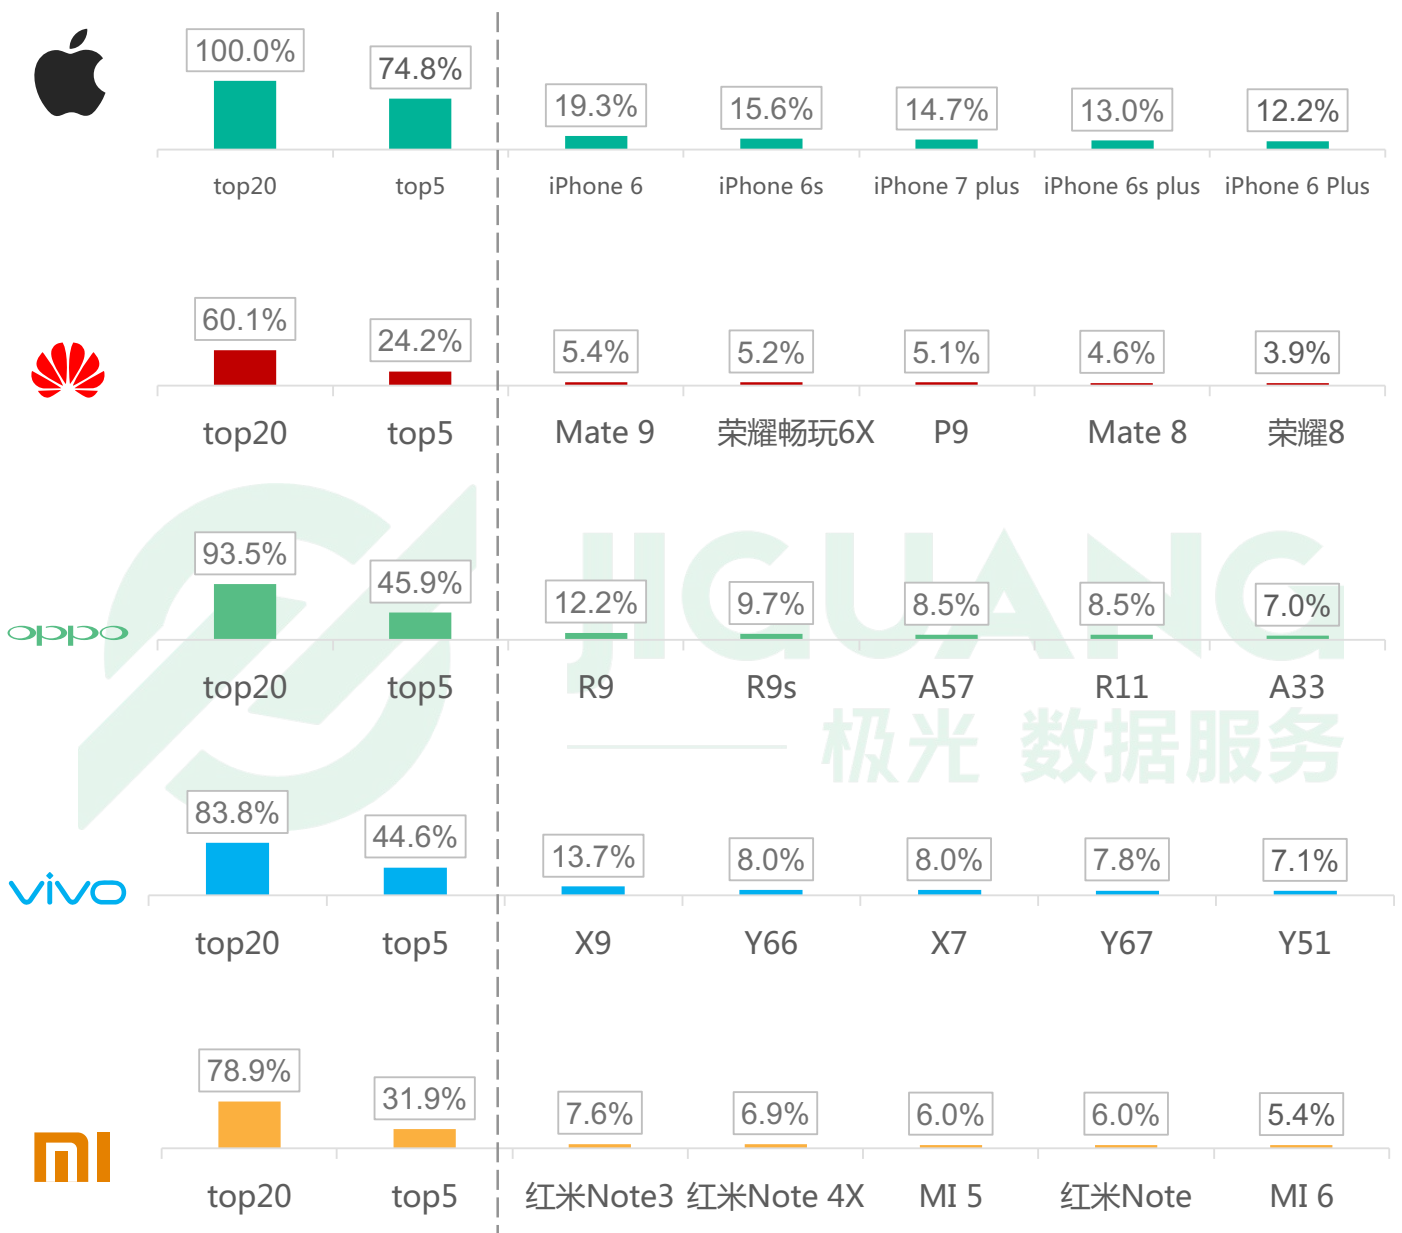 100.0% 74.8% 19.3% 15.6% 14.7% 13.0% 12.2%
top20 top5 iPhone 6 iPhone 6s iPhone 7 plus iPhone 6s plus iPhone 6 Plus
60.1% 24.2% 5.4% 5.2% 5.1% 4.6% 3.9%
top20 top5 Mate 9 荣耀畅玩6X P9 Mate 8 荣耀8
JIGUANG
93.5% 45.9% 12.2% 9.7% 8.5% 8.5% 7.0%
oppo
top20 top5 R9 R9s A57 R11 A33
极光 数据服务
83.8% 44.6% 13.7% 8.0% 8.0% 7.8% 7.1%
vivo
top20 top5 X9 Y66 X7 Y67 Y51
78.9% 31.9% 7.6% 6.9% 6.0% 6.0% 5.4%
MI
top20 top5 红米Note3 红米Note 4X MI 5 红米Note MI 6